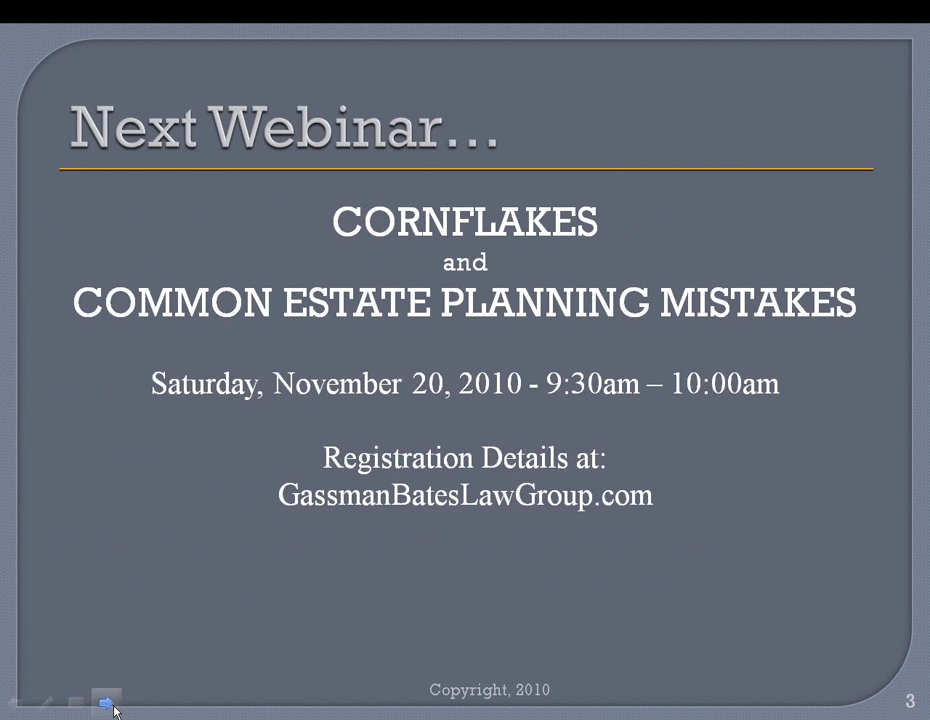 Next Webinar…
CORNFLAKES
and
COMMON ESTATE PLANNING MISTAKES
Saturday, November 20, 2010 - 9:30am – 10:00am
Registration Details at:
GassmanBatesLawGroup.com
Copyright, 2010
3